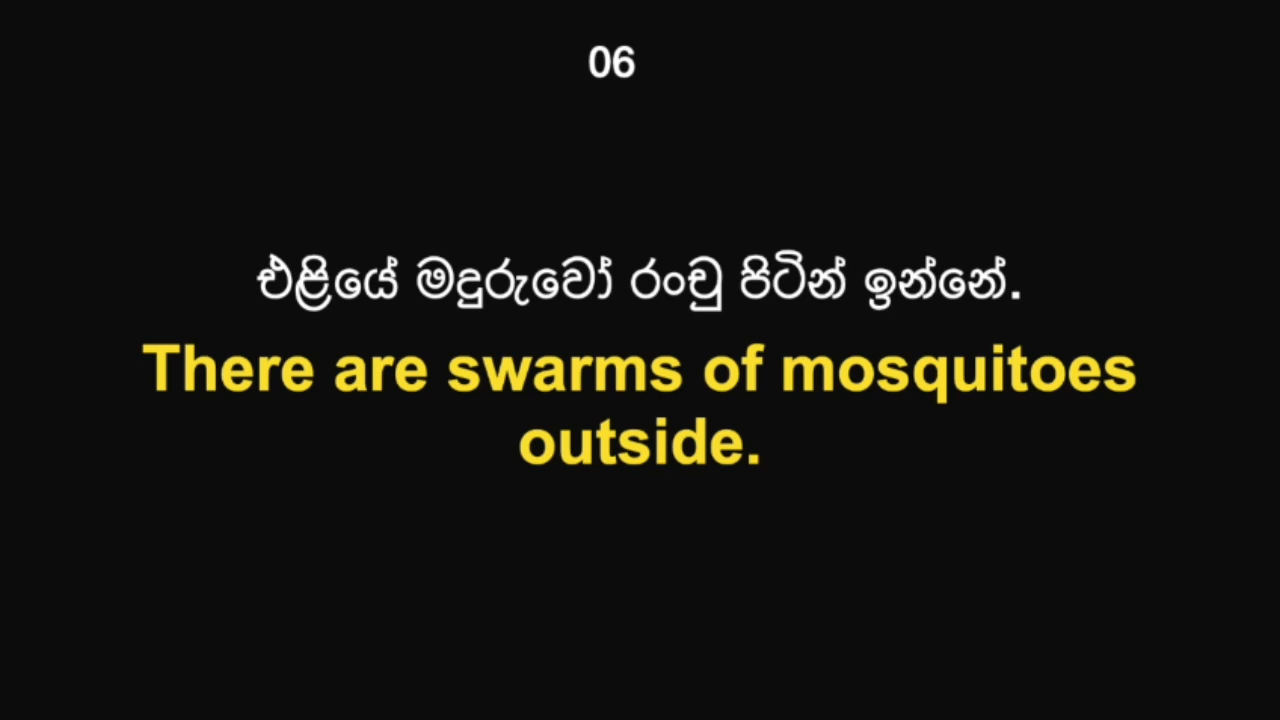 06
එළියේ මදුරුවෝ රංචු පිටින් ඉන්නේ.
There are swarms of mosquitoes
outside.